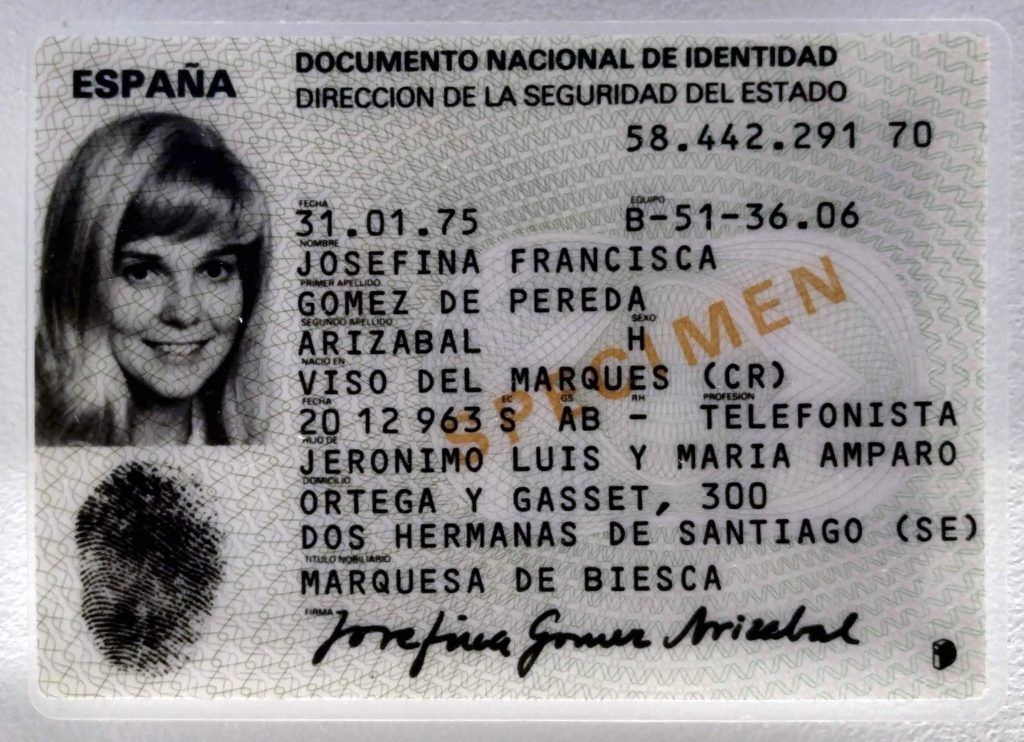 ESPAÑA
DOCUMENTO NACIONAL DE IDENTIDAD
DIRECCION DE LA SEGURIDAD DEL ESTADO
58.442.291 70
FECHA EQUIPO
31.01.75 B-51-36.06
NOMBRE
JOSEFINA FRANCISCA
PRIMER APELLIDO
GOMEZ DE PEREDA
SEGUNDO APELLIDO SEXO
ARIZABAL H
NACIO EN
VISO DEL MARQUES (CR)
FECHA EC GS RH PROFESION
20 12 963 S AB - TELEFONISTA
HIJO DE
JERONIMO LUIS Y MARIA AMPARO
DOMICILIO
ORTEGA Y GASSET, 300
DOS HERMANAS DE SANTIAGO (SE)
TITULO NOBILIARIO
MARQUESA DE BIESCA
FIRMA
Josefina Gomez Arizabal
SPECIMEN